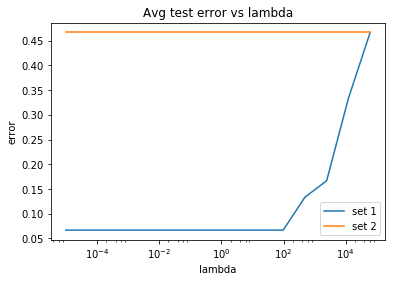 Avg test error vs lambda
error
0.45
0.40
0.35
0.30
0.25
0.20
0.15
0.10
0.05
10⁻⁴ 10⁻² 10⁰ 10² 10⁴
lambda
set 1
set 2